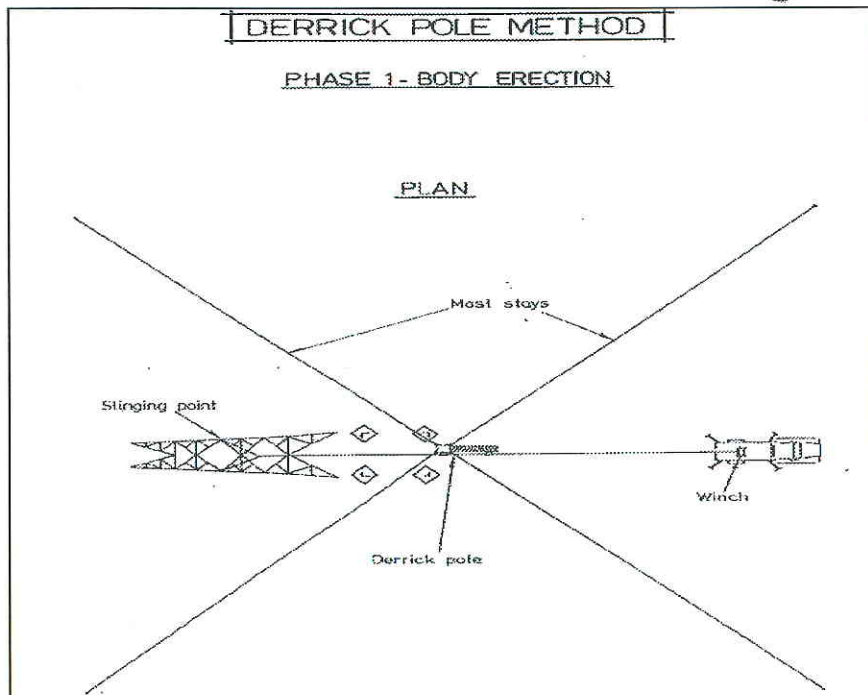 DERRICK POLE METHOD
PHASE 1 - BODY ERECTION
PLAN
Mast stays
Slinging point
Winch
Derrick pole